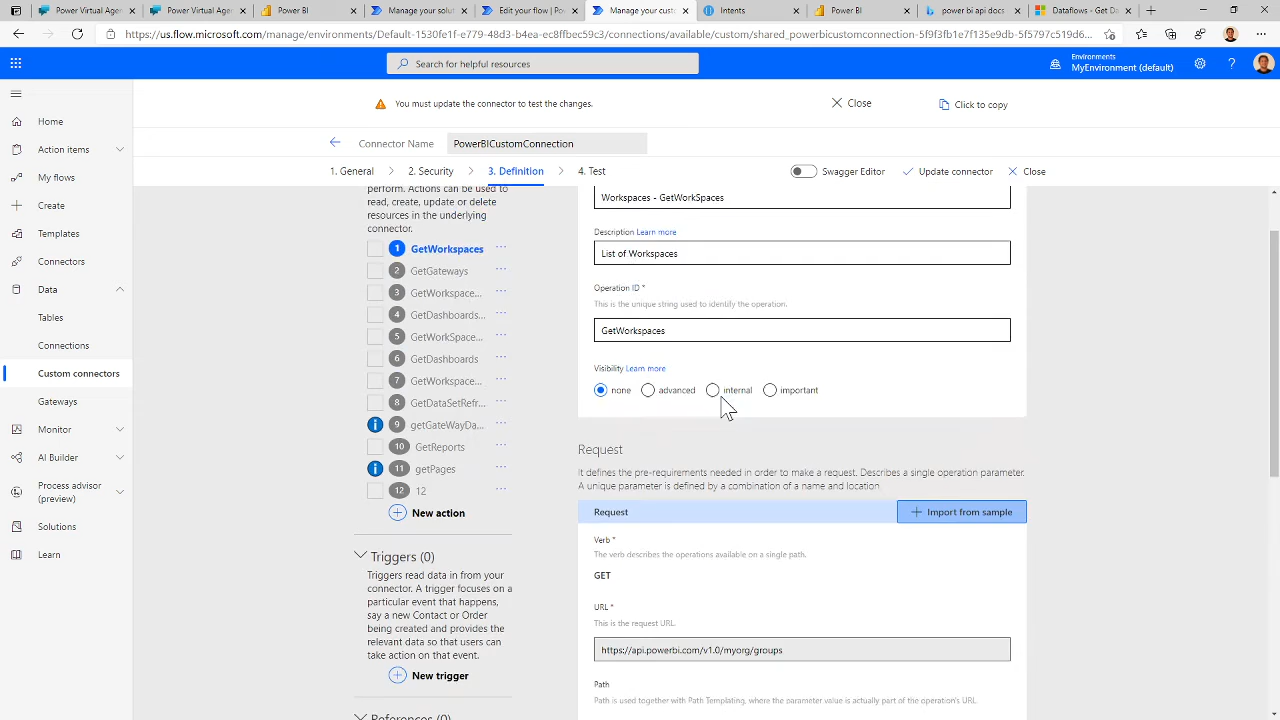 Power Virtual Age
Power Virtual Agen
Power BI
Manage your solut
Edit your flow | Pow
Manage your custo
Intents
Power BI
power bi api docs
Dataflows - Get Da
https://us.flow.microsoft.com/manage/environments/Default-1530fe1f-e779-48d3-b4ea-ec8ffbec59c3/connections/available/custom/shared_powerbicustomconnection-5f9f3fb1e7f135e9db-5f5797c519d6...
Search for helpful resources
Environments
MyEnvironment (default)
You must update the connector to test the changes.
Close
Click to copy
Connector Name
PowerBICustomConnection
1. General
2. Security
3. Definition
4. Test
Swagger Editor
Update connector
Close
Home
Action items
My flows
Create
Templates
Connectors
Data
Tables
Connections
Custom connectors
Gateways
Monitor
AI Builder
Process advisor
(preview)
Solutions
Learn
perform. Actions can be used to
read, create, update or delete
resources in the underlying
connector.
1 GetWorkspaces ...
2 GetGateways ...
3 GetWorkspace... ...
4 GetDashboards... ...
5 GetWorkSpace... ...
6 GetDashboards ...
7 GetWorkspace... ...
8 GetDataSetRefr... ...
9 getGateWayDa... ...
10 GetReports ...
11 getPages ...
12 12 ...
New action
Triggers (0)
Triggers read data in from your
connector. A trigger focuses on a
particular event that happens,
say a new Contact or Order
being created and provides the
relevant data so that users can
take action on that event.
New trigger
References (0)
Workspaces - GetWorkSpaces
Description Learn more
List of Workspaces
Operation ID *
This is the unique string used to identify the operation.
GetWorkspaces
Visibility Learn more
none advanced internal important
Request
It defines the pre-requirements needed in order to make a request. Describes a single operation parameter.
A unique parameter is defined by a combination of a name and location.
Request
Import from sample
Verb *
The verb describes the operations available on a single path.
GET
URL *
This is the request URL.
https://api.powerbi.com/v1.0/myorg/groups
Path
Path is used together with Path Templating, where the parameter value is actually part of the operation's URL.